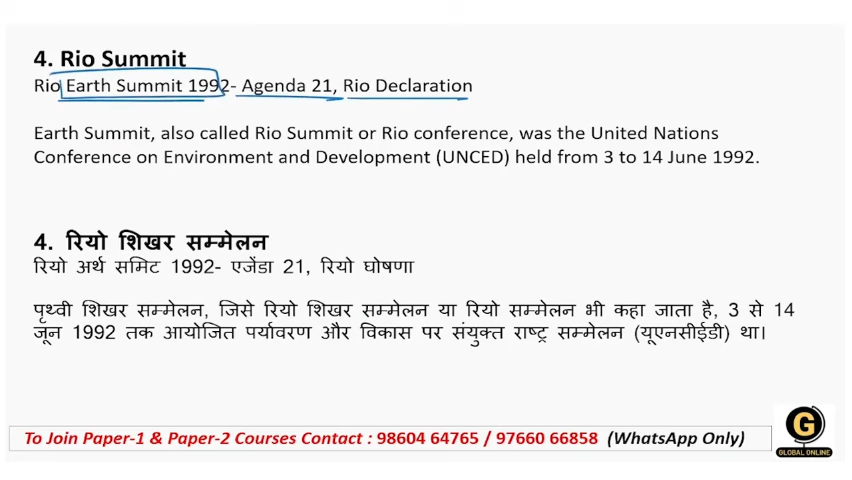 4. Rio Summit
Rio Earth Summit 1992- Agenda 21, Rio Declaration
Earth Summit, also called Rio Summit or Rio conference, was the United Nations
Conference on Environment and Development (UNCED) held from 3 to 14 June 1992.
4. रियो शिखर सम्मेलन
रियो अर्थ समिट 1992- एजेंडा 21, रियो घोषणा
पृथ्वी शिखर सम्मेलन, जिसे रियो शिखर सम्मेलन या रियो सम्मेलन भी कहा जाता है, 3 से 14
जून 1992 तक आयोजित पर्यावरण और विकास पर संयुक्त राष्ट्र सम्मेलन (यूएनसीईडी) था।
To Join Paper-1 & Paper-2 Courses Contact : 98604 64765 / 97660 66858 (WhatsApp Only)
G
GLOBAL ONLINE